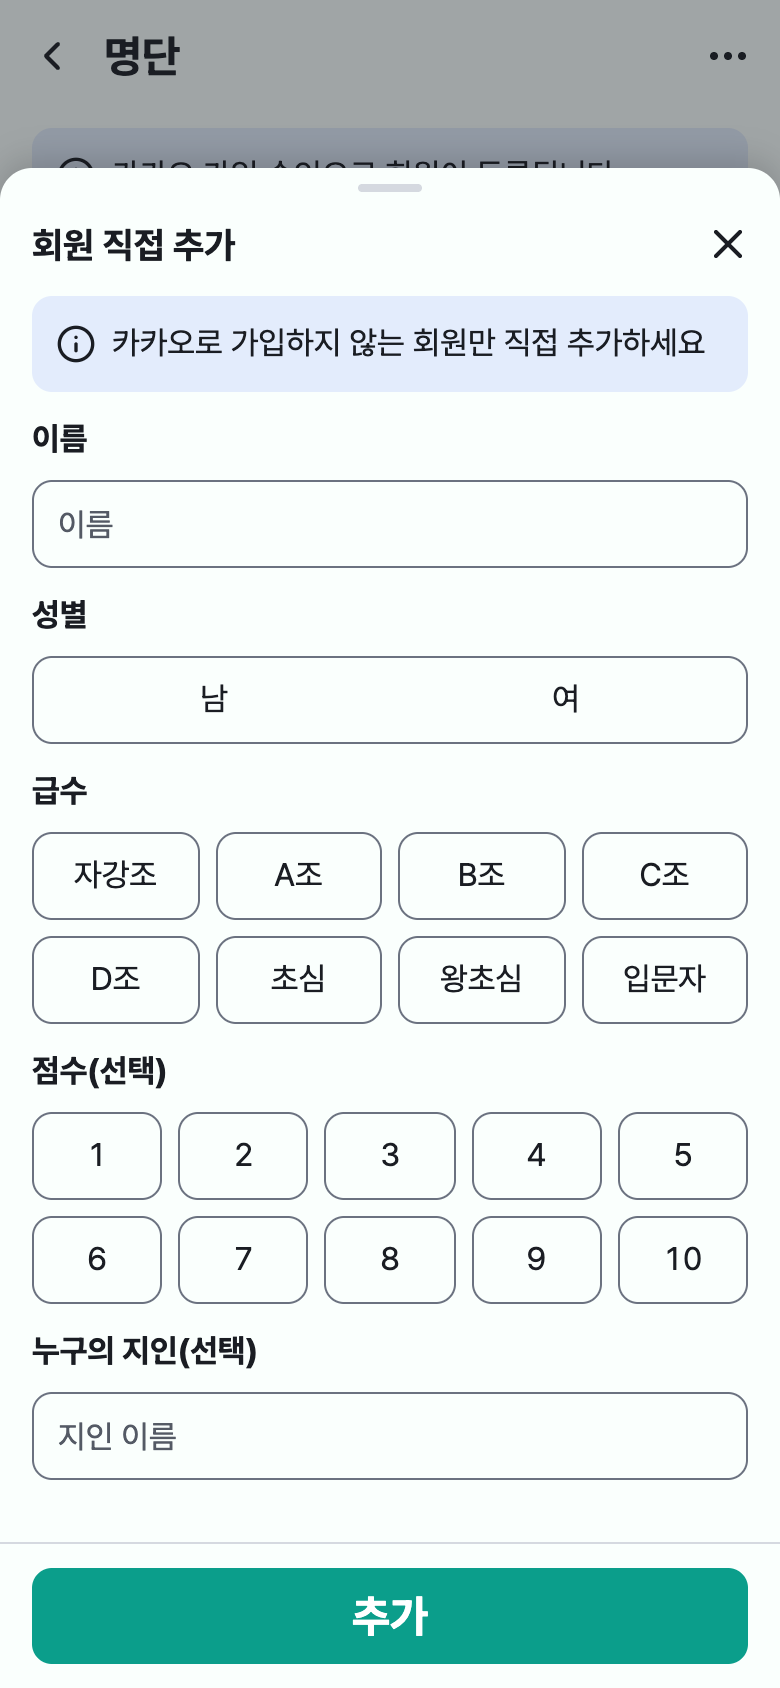 명단
회원 직접 추가
카카오로 가입하지 않는 회원만 직접 추가하세요
이름
이름
성별
남 여
급수
자강조 A조 B조 C조
D조 초심 왕초심 입문자
점수(선택)
1 2 3 4 5
6 7 8 9 10
누구의 지인(선택)
지인 이름
추가